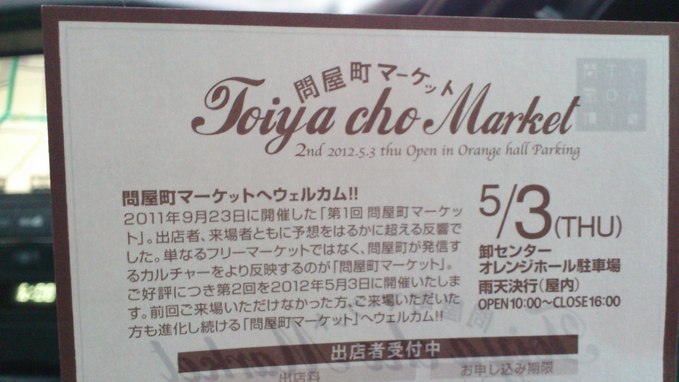 問屋町マーケット
Toiya cho Market
2nd 2012.5.3 thu Open in Orange hall Parking
問屋町マーケットへウェルカム!!
2011年9月23日に開催した「第1回 問屋町マーケッ
ト」。出店者、来場者ともに予想をはるかに超える反響で
した。単なるフリーマーケットではなく、問屋町が発信す
るカルチャーをより反映するのが「問屋町マーケット」。
ご好評につき第2回を2012年5月3日に開催いたしま
す。前回ご来場いただけなかった方、ご来場いただいた
方も進化し続ける「問屋町マーケット」へウェルカム!!
5/3(THU)
卸センター
オレンジホール駐車場
雨天決行(屋内)
OPEN10:00〜CLOSE16:00
出店者受付中
出店料
お申し込み期限